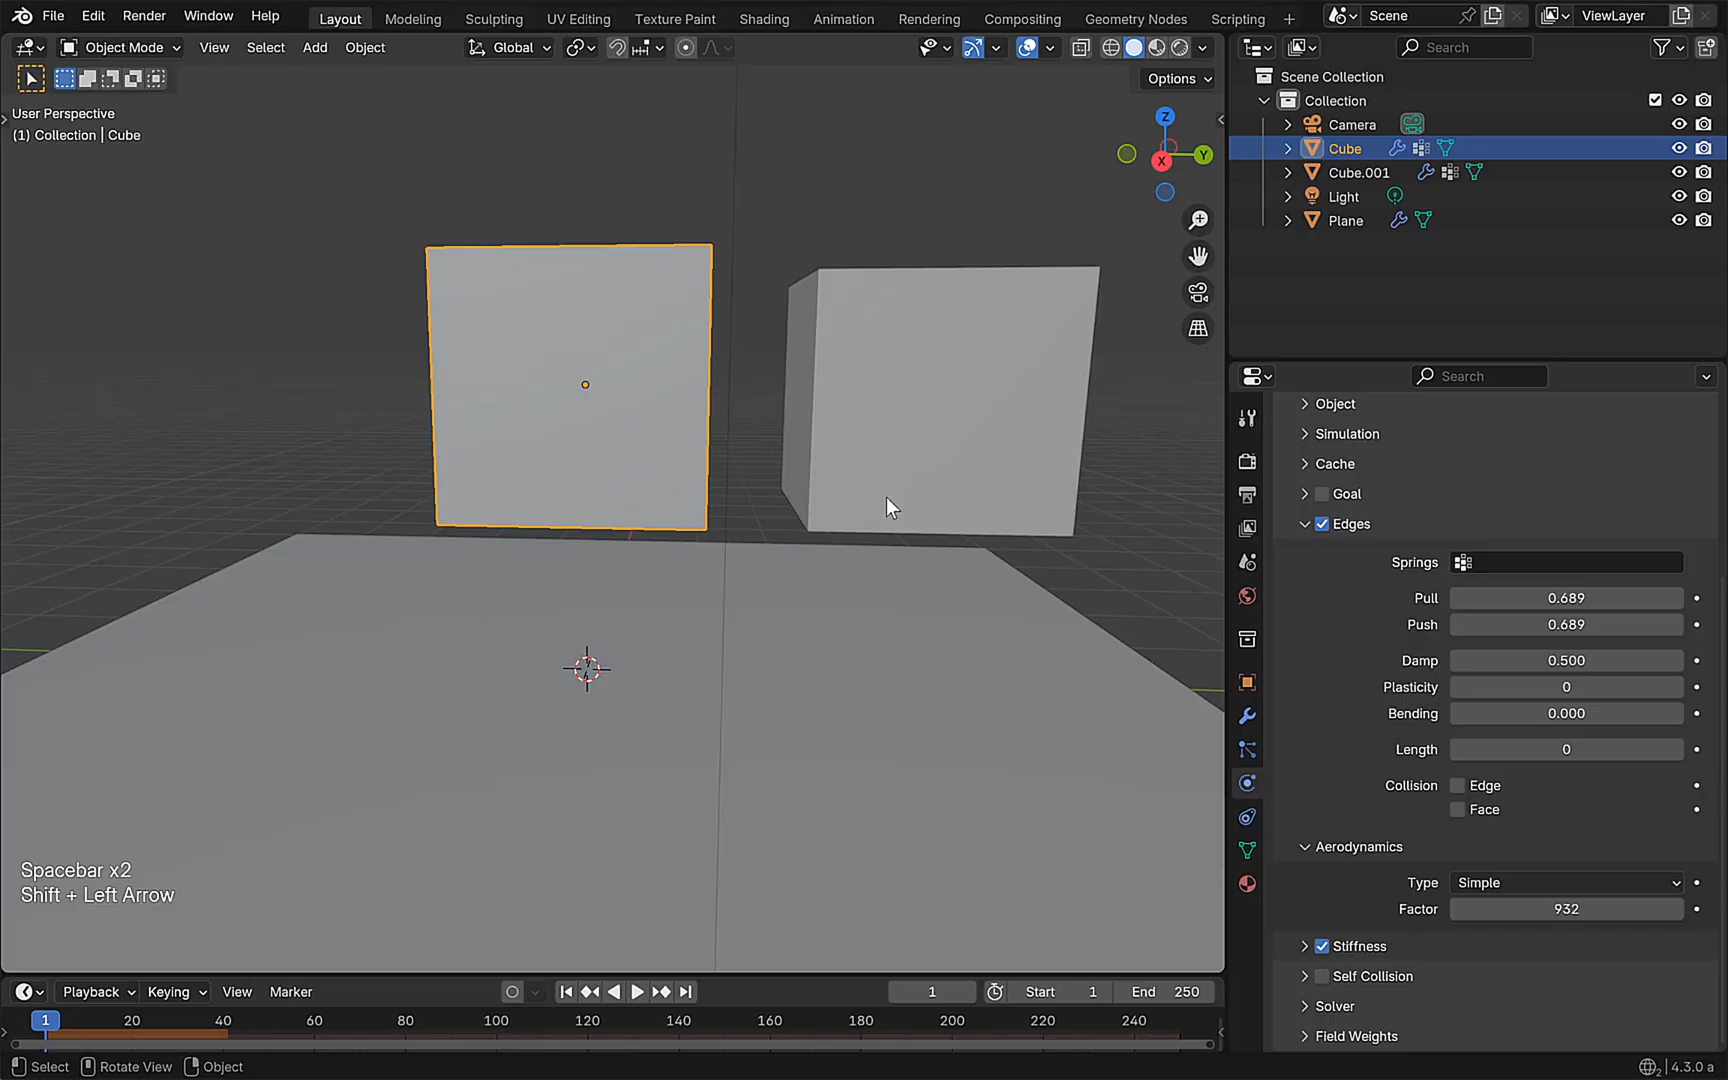 File Edit Render Window Help Layout Modeling Sculpting UV Editing Texture Paint Shading Animation Rendering Compositing Geometry Nodes Scripting + Scene ViewLayer
Object Mode View Select Add Object Global Search
Options
User Perspective
(1) Collection | Cube
Z
Y
X
Scene Collection
Collection
Camera
Cube
Cube.001
Light
Plane
Search
Object
Simulation
Cache
Goal
Edges
Springs
Pull 0.689
Push 0.689
Damp 0.500
Plasticity 0
Bending 0.000
Length 0
Collision Edge
Face
Aerodynamics
Type Simple
Factor 932
Stiffness
Self Collision
Solver
Field Weights
Spacebar x2
Shift + Left Arrow
Playback Keying View Marker 1 Start 1 End 250
1 20 40 60 80 100 120 140 160 180 200 220 240
Select Rotate View Object 2 4.3.0 a